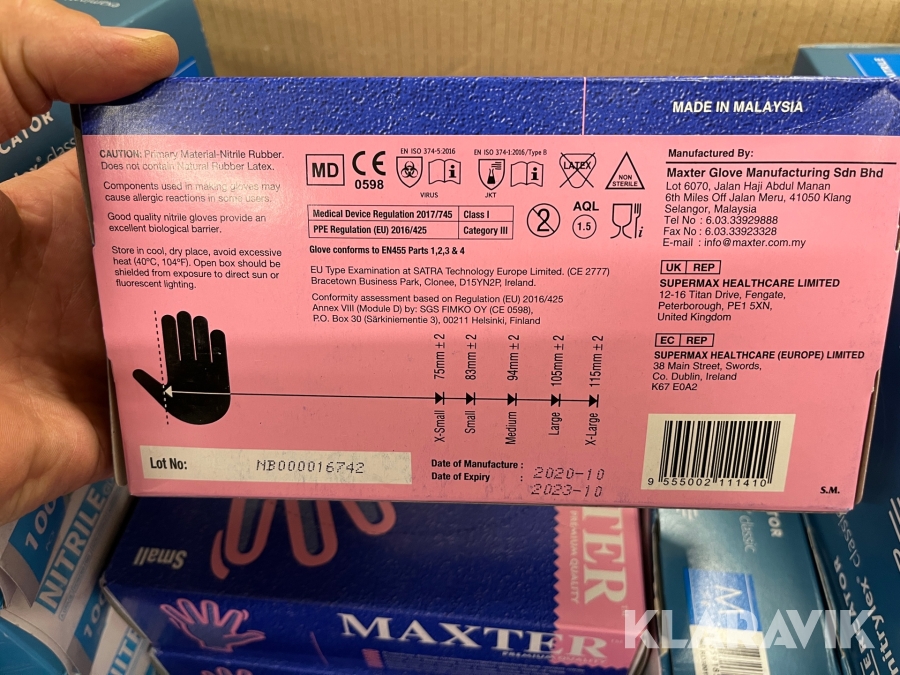 MADE IN MALAYSIA
CAUTION: Primary Material-Nitrile Rubber.
Does not contain Natural Rubber Latex.
Components used in making gloves may
cause allergic reactions in some users.
Good quality nitrile gloves provide an
excellent biological barrier.
Store in cool, dry place, avoid excessive
heat (40ºC, 104ºF). Open box should be
shielded from exposure to direct sun or
fluorescent lighting.
MD
CE
0598
EN ISO 374-5:2016
VIRUS
EN ISO 374-1:2016/Type B
JKT
LATEX
NON
STERILE
Medical Device Regulation 2017/745 Class I
PPE Regulation (EU) 2016/425 Category III
2
AQL
1.5
Glove conforms to EN455 Parts 1,2,3 & 4
EU Type Examination at SATRA Technology Europe Limited. (CE 2777)
Bracetown Business Park, Clonee, D15YN2P, Ireland.
Conformity assessment based on Regulation (EU) 2016/425
Annex VIII (Module D) by: SGS FIMKO OY (CE 0598),
P.O. Box 30 (Särkiniementie 3), 00211 Helsinki, Finland
Manufactured By:
Maxter Glove Manufacturing Sdn Bhd
Lot 6070, Jalan Haji Abdul Manan
6th Miles Off Jalan Meru, 41050 Klang
Selangor, Malaysia
Tel No : 6.03.33929888
Fax No : 6.03.33923328
E-mail : info@maxter.com.my
UK REP
SUPERMAX HEALTHCARE LIMITED
12-16 Titan Drive, Fengate,
Peterborough, PE1 5XN,
United Kingdom
EC REP
SUPERMAX HEALTHCARE (EUROPE) LIMITED
38 Main Street, Swords,
Co. Dublin, Ireland
K67 E0A2
X-Small 75mm ± 2
Small 83mm ± 2
Medium 94mm ± 2
Large 105mm ± 2
X-Large 115mm ± 2
Lot No: NB000016742
Date of Manufacture : 2020-10
Date of Expiry : 2023-10
9 555002 111410
S.M.
Small
TER
PREMIUM QUALITY
MAXTER
100
NITRILE
classic
KLARAVIK